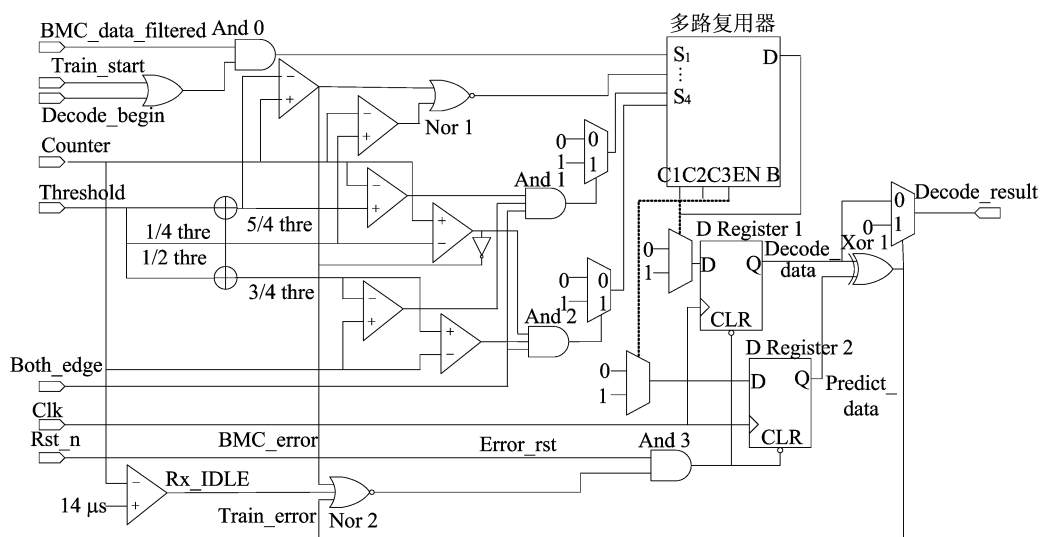 多路复用器
BMC_data_filtered
And 0
S1
D
Train_start
S4
Decode_begin
Nor 1
Counter
0
0
1
1
And 1
C1C2C3EN B
Threshold
Decode_result
0
0
1
1/4 thre
5/4 thre
D Register 1
1/2 thre
Decode_
data
Xor 1
0
1
D
Q
3/4 thre
0
0
1
1
And 2
CLR
D Register 2
Both_edge
0
1
D
Q
Predict_
data
Clk
CLR
Rst_n
BMC_error
Error_rst
And 3
Rx_IDLE
14 μs
Train_error
Nor 2